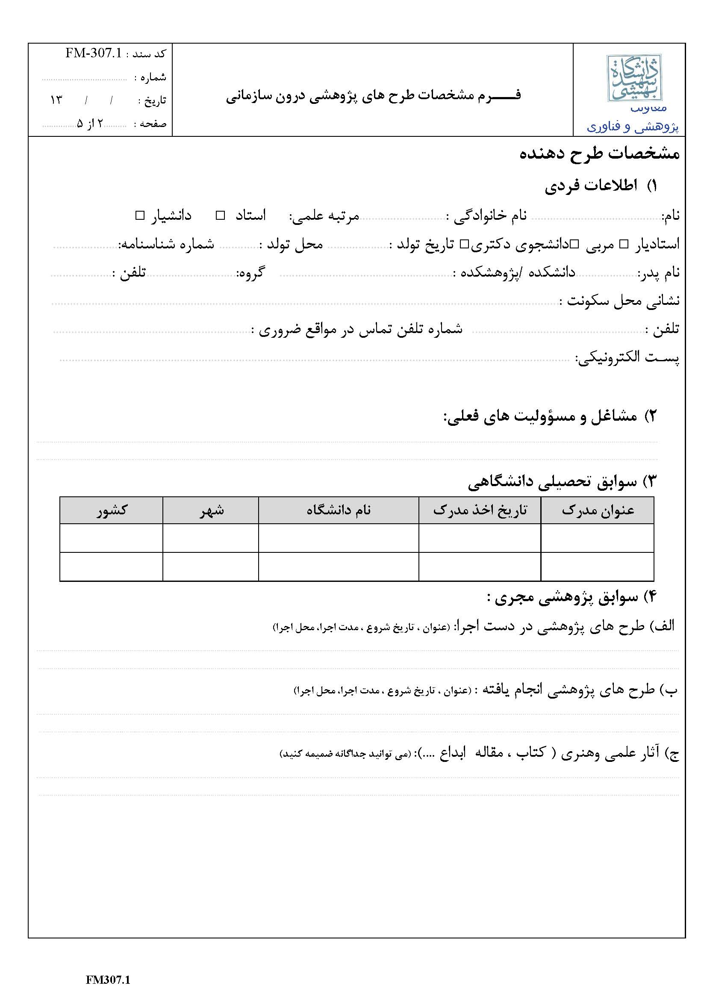 دانشگاه
شهید
بهشتی
معاونت
پژوهشی و فناوری
فـــــرم مشخصات طرح های پژوهشی درون سازمانی
کد سند : FM-307.1
شماره : ......................................
تاریخ : / / ۱۳
صفحه : ..........۲ از ۵...............
مشخصات طرح دهنده
۱) اطلاعات فردی
نام:.................................... نام خانوادگی :........................مرتبه علمی: استاد □ دانشیار □
استادیار □ مربی □دانشجوی دکتری□ تاریخ تولد :................. محل تولد :........... شماره شناسنامه:..................
نام پدر:.................دانشکده /پژوهشکده :................................................ گروه:.........................تلفن :.................
نشانی محل سکونت :................................................................................
تلفن :................................................ شماره تلفن تماس در مواقع ضروری :.......................................................
پسـت الکترونیکی: ................................................................................
۲) مشاغل و مسؤولیت های فعلی:
................................................................................
................................................................................
۳) سوابق تحصیلی دانشگاهی
عنوان مدرک تاریخ اخذ مدرک نام دانشگاه شهر کشور
۴) سوابق پژوهشی مجری :
الف) طرح های پژوهشی در دست اجرا: (عنوان ، تاریخ شروع ، مدت اجرا، محل اجرا)
................................................................................
................................................................................
ب) طرح های پژوهشی انجام یافته : (عنوان ، تاریخ شروع ، مدت اجرا، محل اجرا)
................................................................................
................................................................................
ج) آثار علمی وهنری ( کتاب ، مقاله ابداع ....): (می توانید جداگانه ضمیمه کنید)
................................................................................
................................................................................
FM307.1